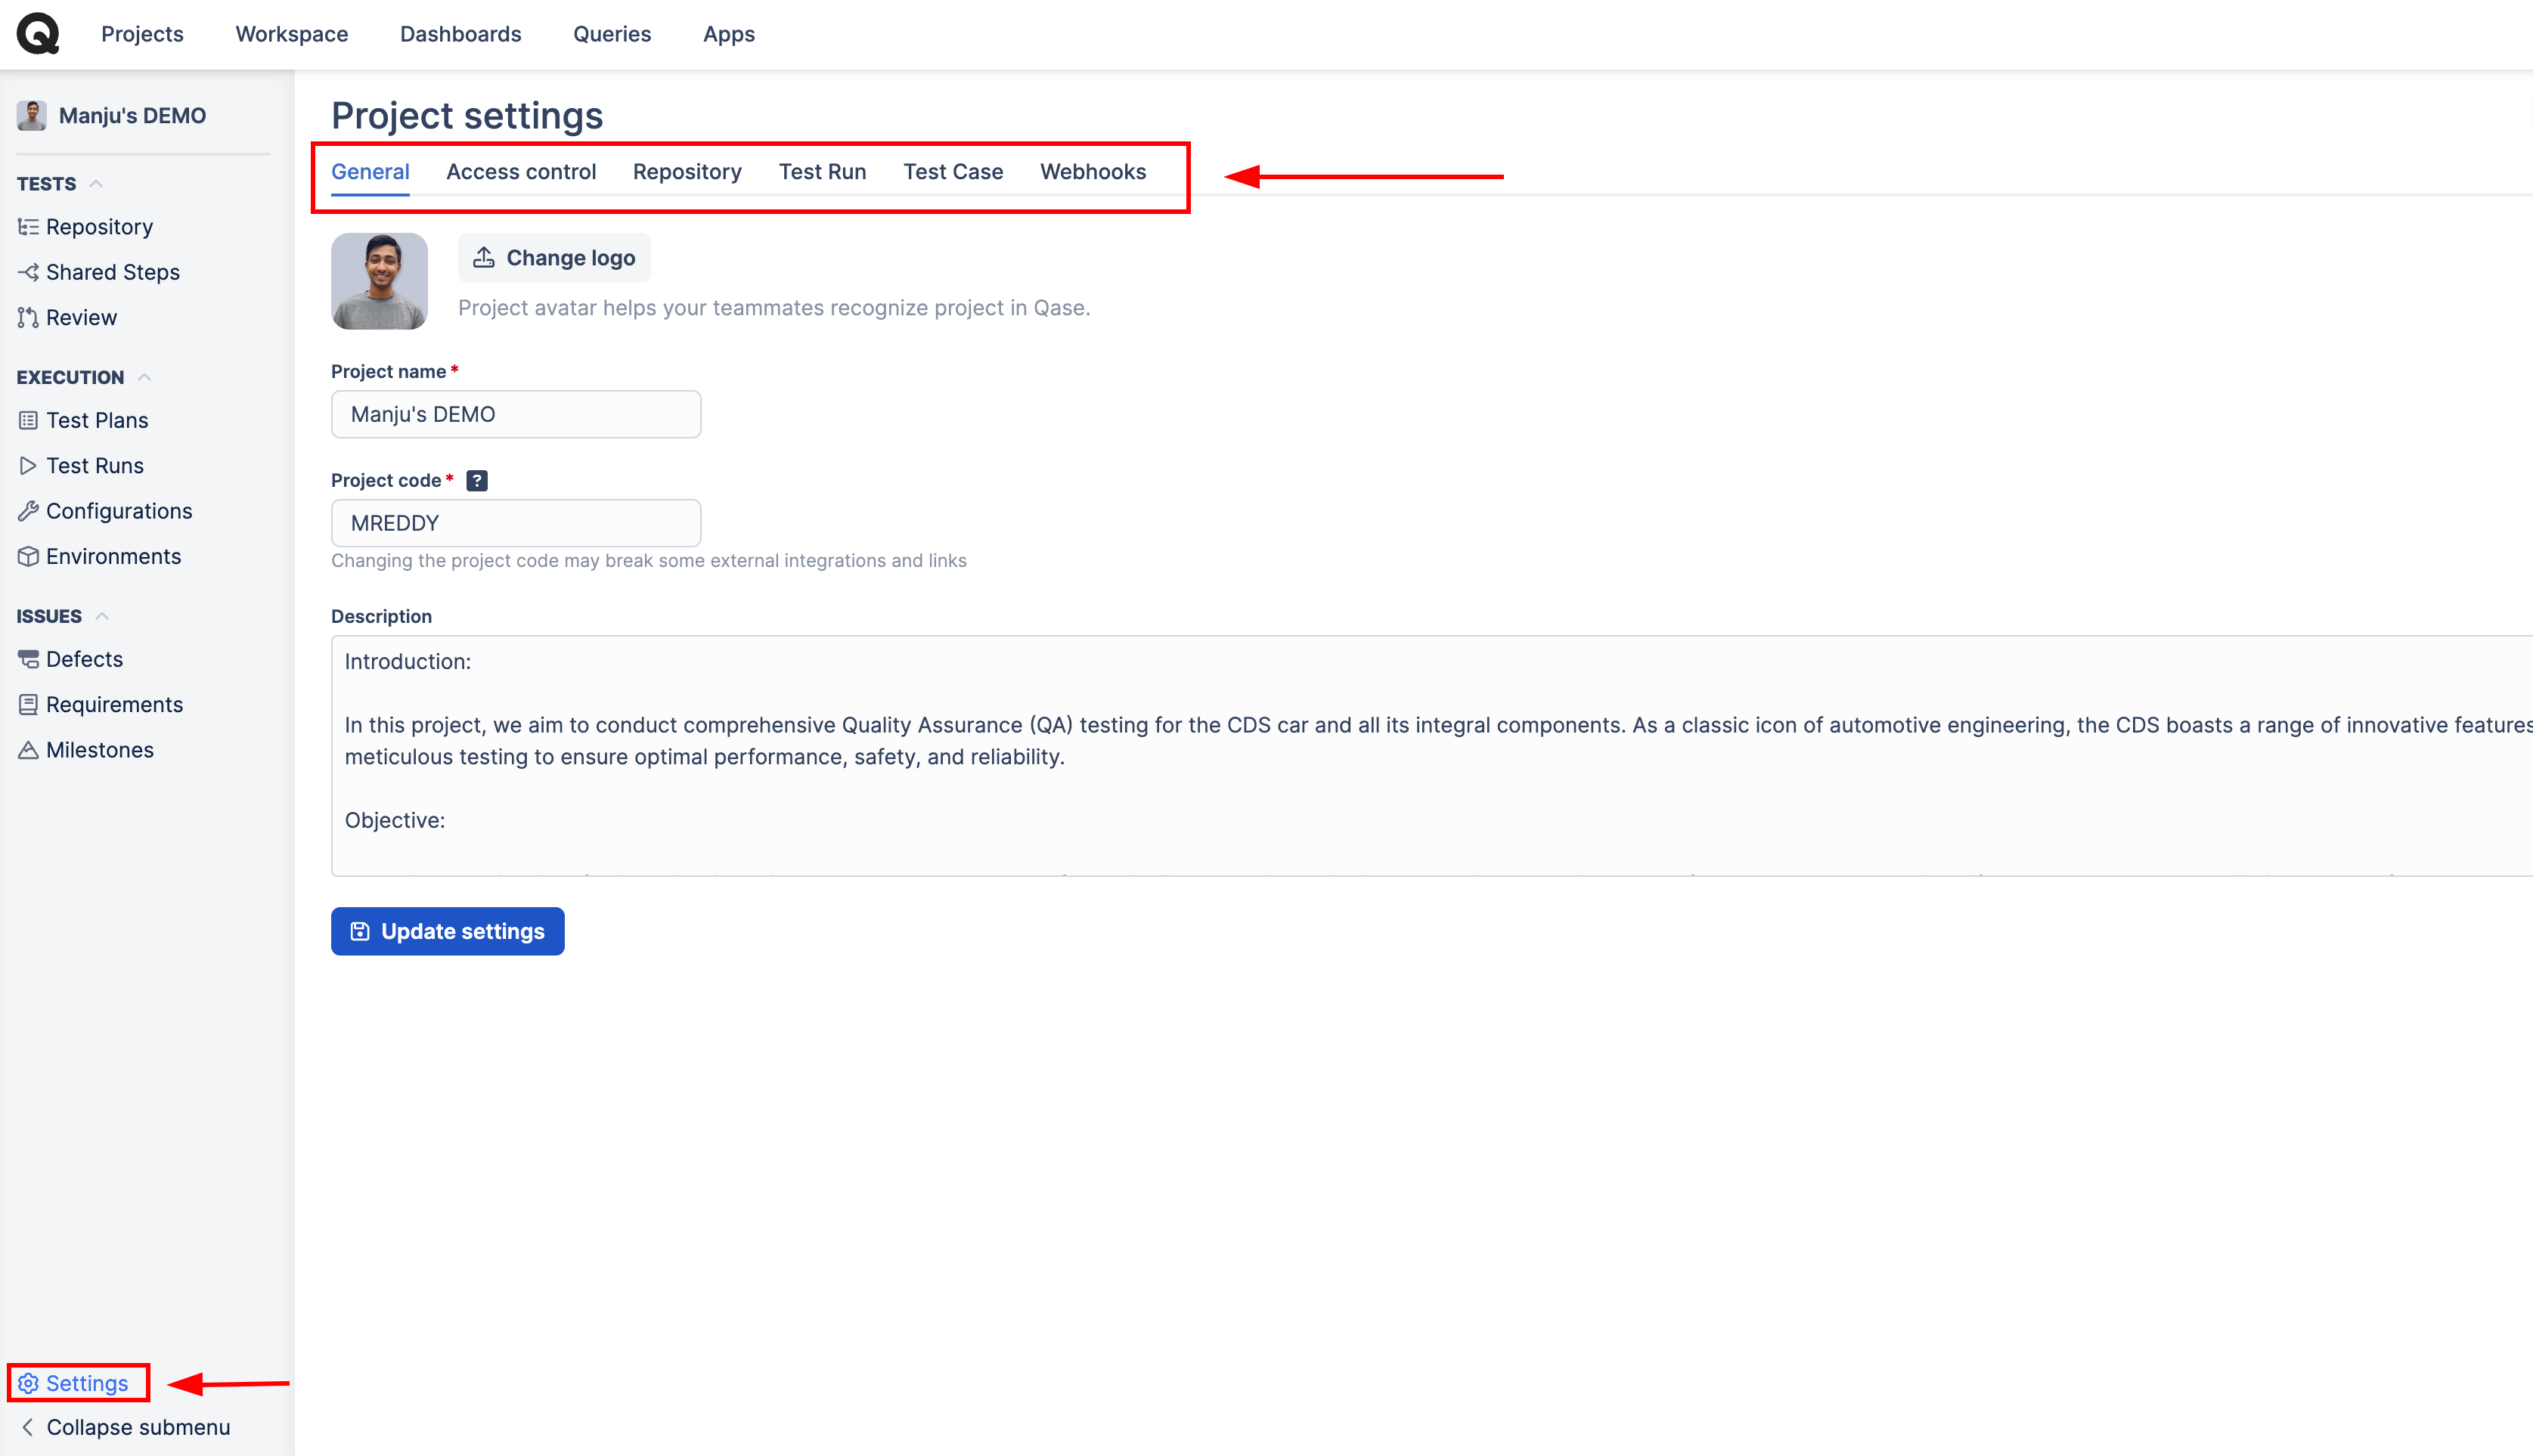 Projects Workspace Dashboards Queries Apps
Manju's DEMO
TESTS
Repository
Shared Steps
Review
EXECUTION
Test Plans
Test Runs
Configurations
Environments
ISSUES
Defects
Requirements
Milestones
Settings
Collapse submenu
Project settings
General Access control Repository Test Run Test Case Webhooks
Change logo
Project avatar helps your teammates recognize project in Qase.
Project name *
Manju's DEMO
Project code * ?
MREDDY
Changing the project code may break some external integrations and links
Description
Introduction:
In this project, we aim to conduct comprehensive Quality Assurance (QA) testing for the CDS car and all its integral components. As a classic icon of automotive engineering, the CDS boasts a range of innovative features
meticulous testing to ensure optimal performance, safety, and reliability.
Objective:
Update settings